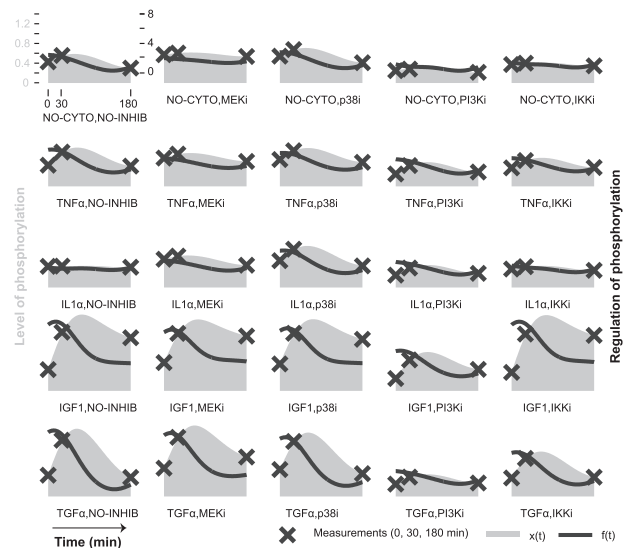 1.2
0.8
0.4
0
8
4
0
0 30 180
NO-CYTO,NO-INHIB
NO-CYTO,MEKi
NO-CYTO,p38i
NO-CYTO,PI3Ki
NO-CYTO,IKKi
TNFα,NO-INHIB
TNFα,MEKi
TNFα,p38i
TNFα,PI3Ki
TNFα,IKKi
Level of phosphorylation
Regulation of phosphorylation
IL1α,NO-INHIB
IL1α,MEKi
IL1α,p38i
IL1α,PI3Ki
IL1α,IKKi
IGF1,NO-INHIB
IGF1,MEKi
IGF1,p38i
IGF1,PI3Ki
IGF1,IKKi
TGFα,NO-INHIB
TGFα,MEKi
TGFα,p38i
TGFα,PI3Ki
TGFα,IKKi
Time (min)
Measurements (0, 30, 180 min)
x(t)
f(t)